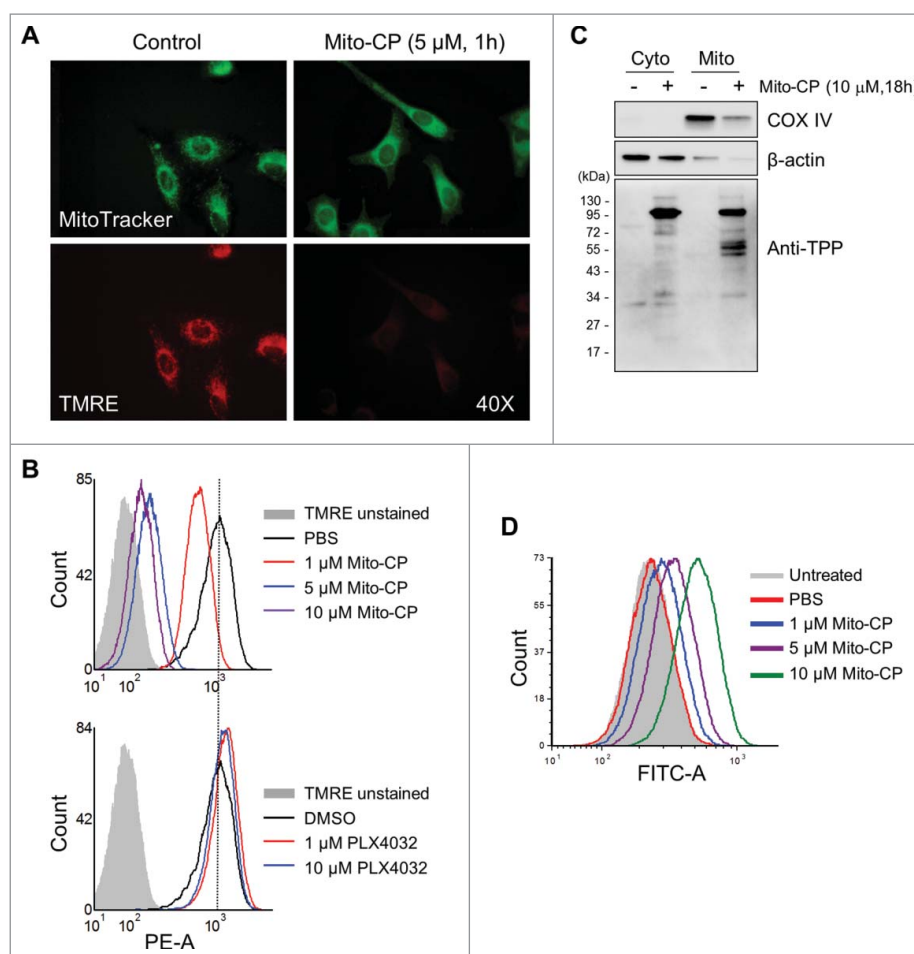 A
Control
Mito-CP (5 µM, 1h)
MitoTracker
TMRE
40X
C
Cyto Mito
- + - + Mito-CP (10 µM,18h
COX IV
β-actin
(kDa)
130 -
95 -
72 -
55 -
43 -
34 -
27 -
17 -
Anti-TPP
B
85
42
0
Count
10¹ 10² 10³
TMRE unstained
PBS
1 µM Mito-CP
5 µM Mito-CP
10 µM Mito-CP
84
42
0
Count
10¹ 10² 10³
PE-A
TMRE unstained
DMSO
1 µM PLX4032
10 µM PLX4032
D
73
55
37
18
0
Count
10¹ 10² 10³
FITC-A
Untreated
PBS
1 µM Mito-CP
5 µM Mito-CP
10 µM Mito-CP